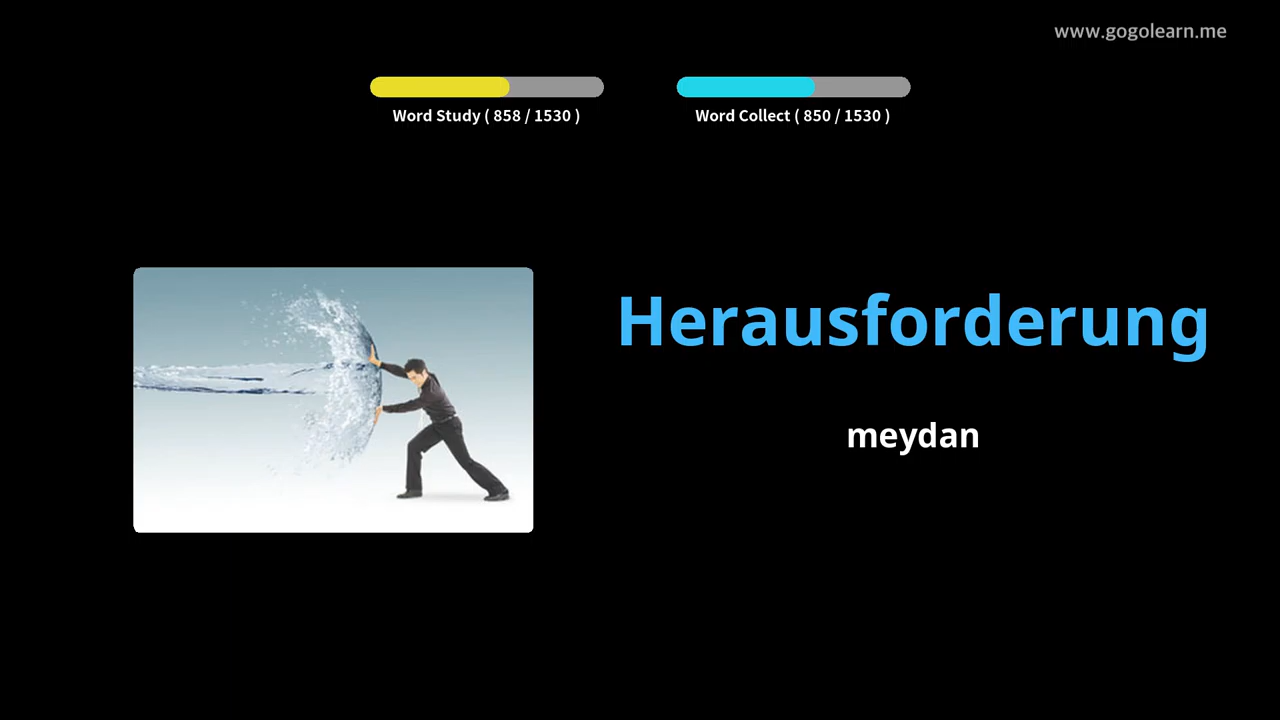 www.gogolearn.me
Word Study ( 858 / 1530 )
Word Collect ( 850 / 1530 )
Herausforderung
meydan